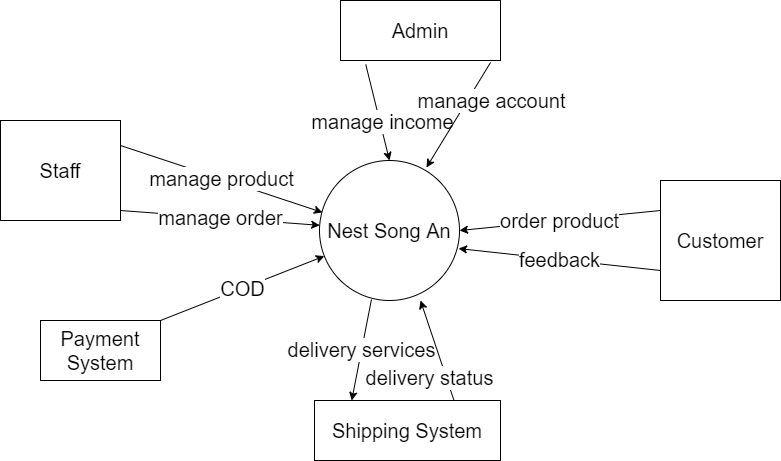 Admin
manage account
manage income
Staff
manage product
manage order
Nest Song An
order product
Customer
feedback
COD
Payment
System
delivery services
delivery status
Shipping System